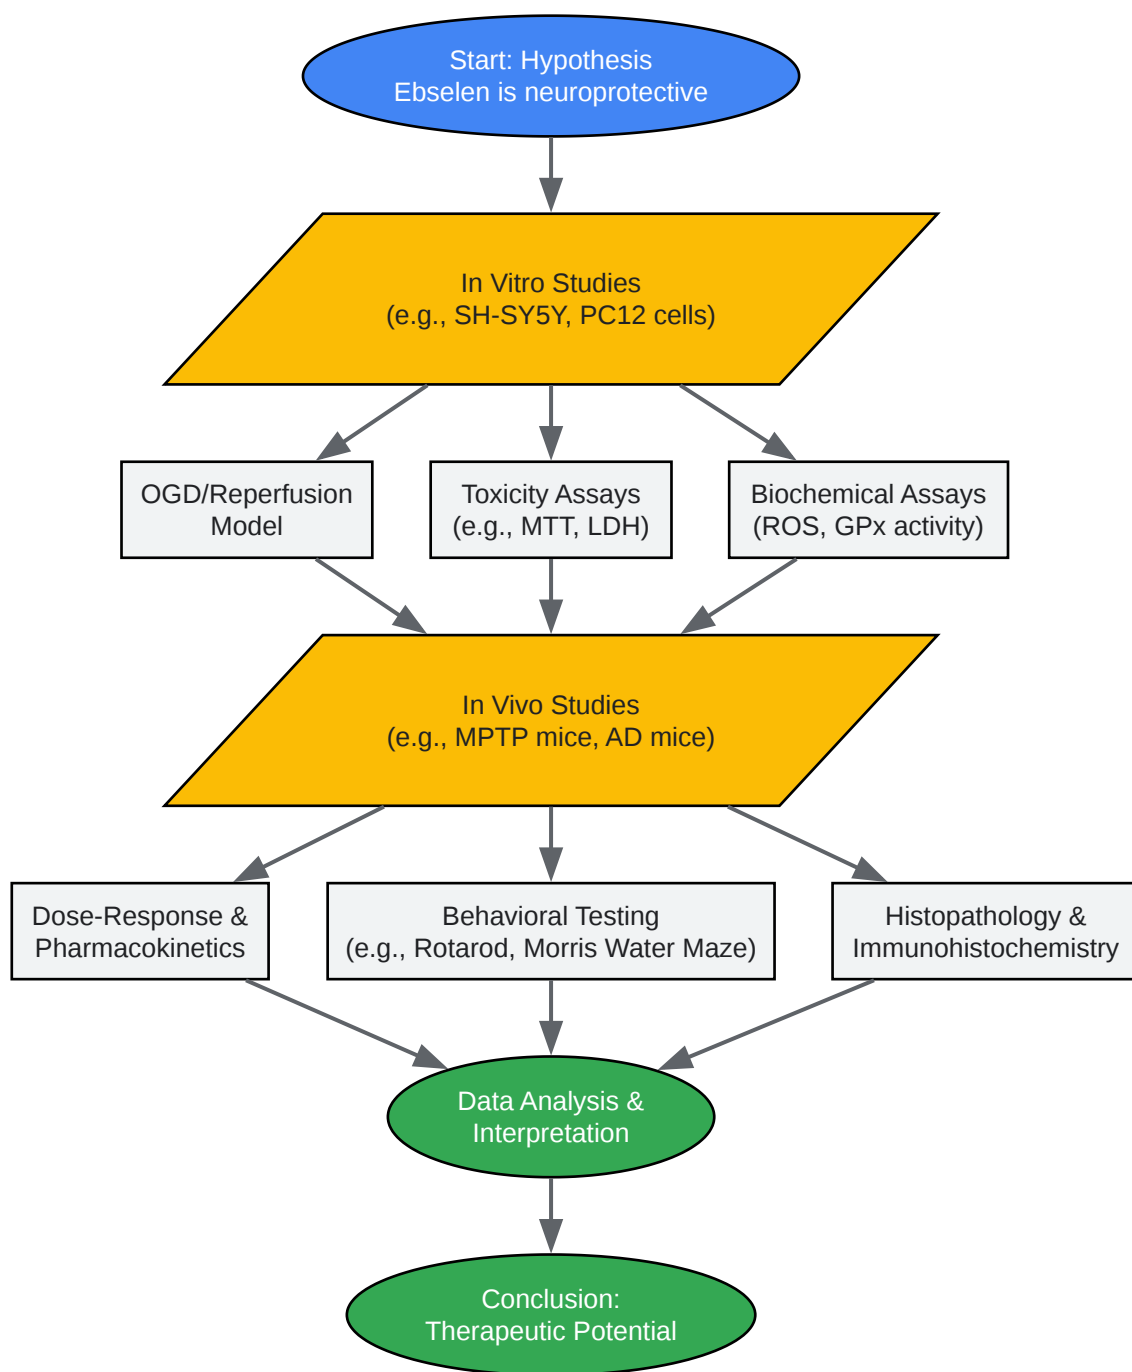 Start: Hypothesis
Ebselen is neuroprotective
In Vitro Studies
(e.g., SH-SY5Y, PC12 cells)
OGD/Reperfusion
Model
Toxicity Assays
(e.g., MTT, LDH)
Biochemical Assays
(ROS, GPx activity)
In Vivo Studies
(e.g., MPTP mice, AD mice)
Dose-Response &
Pharmacokinetics
Behavioral Testing
(e.g., Rotarod, Morris Water Maze)
Histopathology &
Immunohistochemistry
Data Analysis &
Interpretation
Conclusion:
Therapeutic Potential